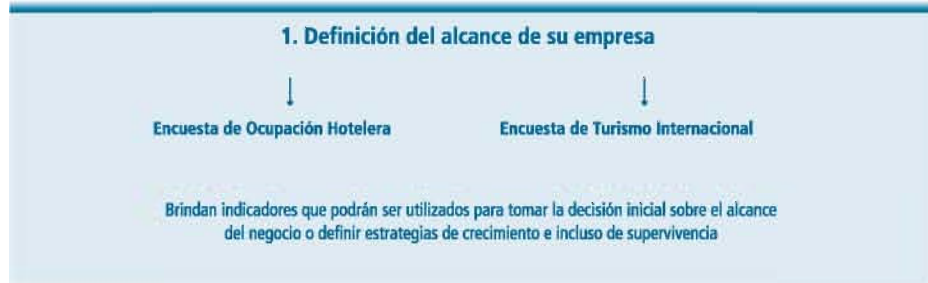 1. Definición del alcance de su empresa
Encuesta de Ocupación Hotelera
Encuesta de Turismo Internacional
Brindan indicadores que podrán ser utilizados para tomar la decisión inicial sobre el alcance
del negocio o definir estrategias de crecimiento e incluso de supervivencia